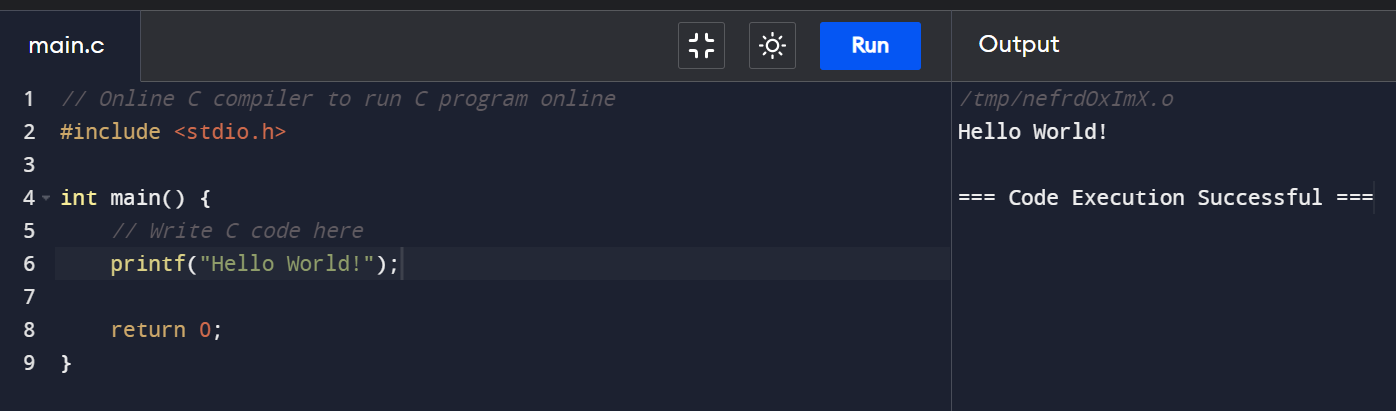 main.c
Run
Output
1 // Online C compiler to run C program online
2 #include <stdio.h>
3
4 int main() {
5     // Write C code here
6     printf("Hello World!");
7
8     return 0;
9 }
/tmp/nefrdOxImX.o
Hello World!
=== Code Execution Successful ===